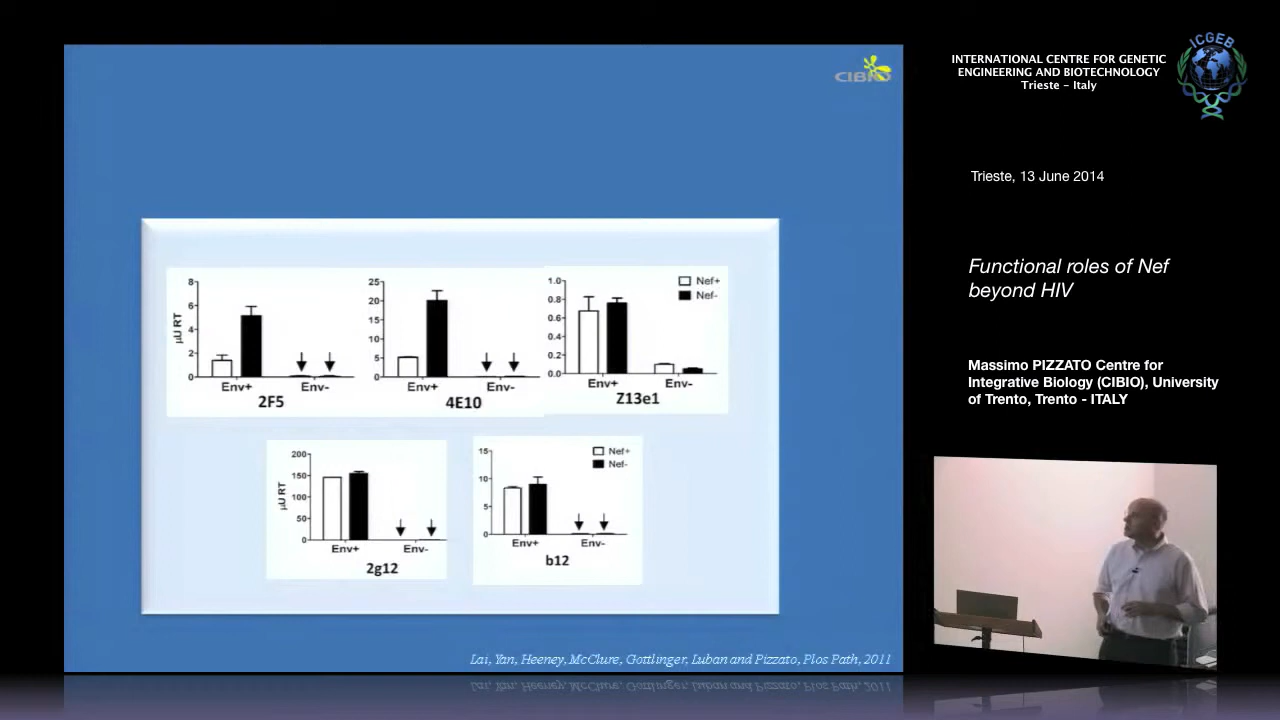 CIBIO
8
6
4
2
0
µU RT
Env+
Env-
2F5
25
20
15
10
5
0
Env+
Env-
4E10
1.0
0.8
0.6
0.4
0.2
0.0
Nef+
Nef-
Env+
Env-
Z13e1
200
150
100
50
0
µU RT
Env+
Env-
2g12
15
10
5
0
Nef+
Nef-
Env+
Env-
b12
Lai, Yan, Heeney, McClure, Gottlinger, Luban and Pizzato, Plos Path, 2011
INTERNATIONAL CENTRE FOR GENETIC
ENGINEERING AND BIOTECHNOLOGY
Trieste - Italy
ICGEB
Trieste, 13 June 2014
Functional roles of Nef
beyond HIV
Massimo PIZZATO Centre for
Integrative Biology (CIBIO), University
of Trento, Trento - ITALY